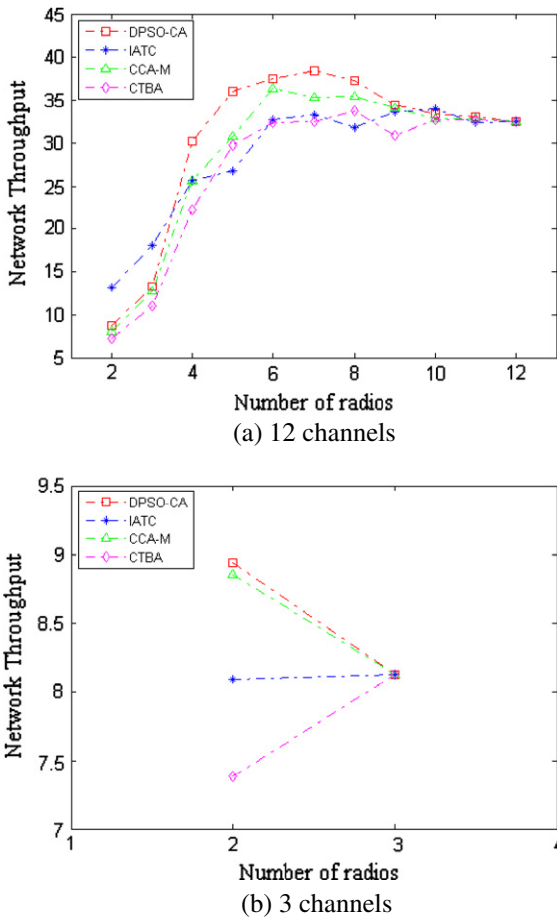 45
40
35
30
25
20
15
10
5
Network Throughput
DPSO-CA
IATC
CCA-M
CTBA
2 4 6 8 10 12
Number of radios
(a) 12 channels
9.5
9
8.5
8
7.5
7
Network Throughput
DPSO-CA
IATC
CCA-M
CTBA
1 2 3 4
Number of radios
(b) 3 channels